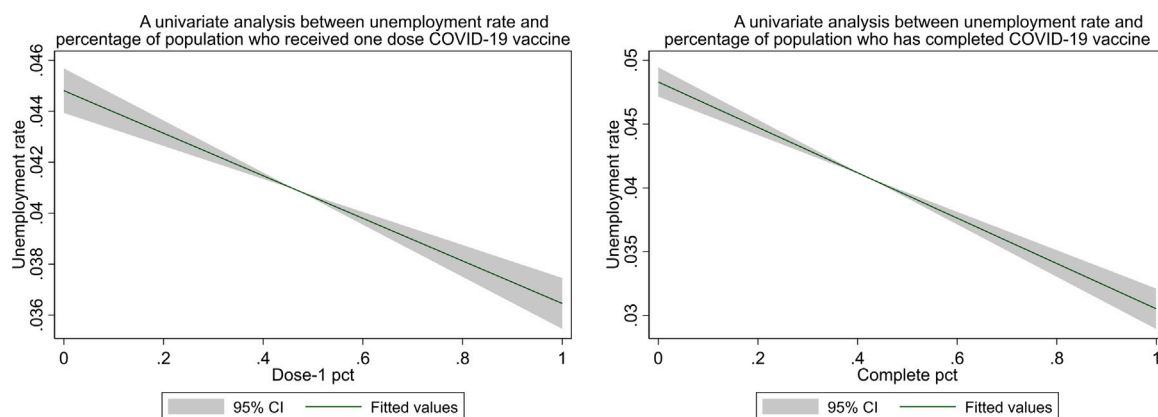 A univariate analysis between unemployment rate and
percentage of population who received one dose COVID-19 vaccine
Unemployment rate
.046
.044
.042
.04
.038
.036
0
.2
.4
.6
.8
1
Dose-1 pct
95% CI
Fitted values
A univariate analysis between unemployment rate and
percentage of population who has completed COVID-19 vaccine
Unemployment rate
.05
.045
.04
.035
.03
0
.2
.4
.6
.8
1
Complete pct
95% CI
Fitted values